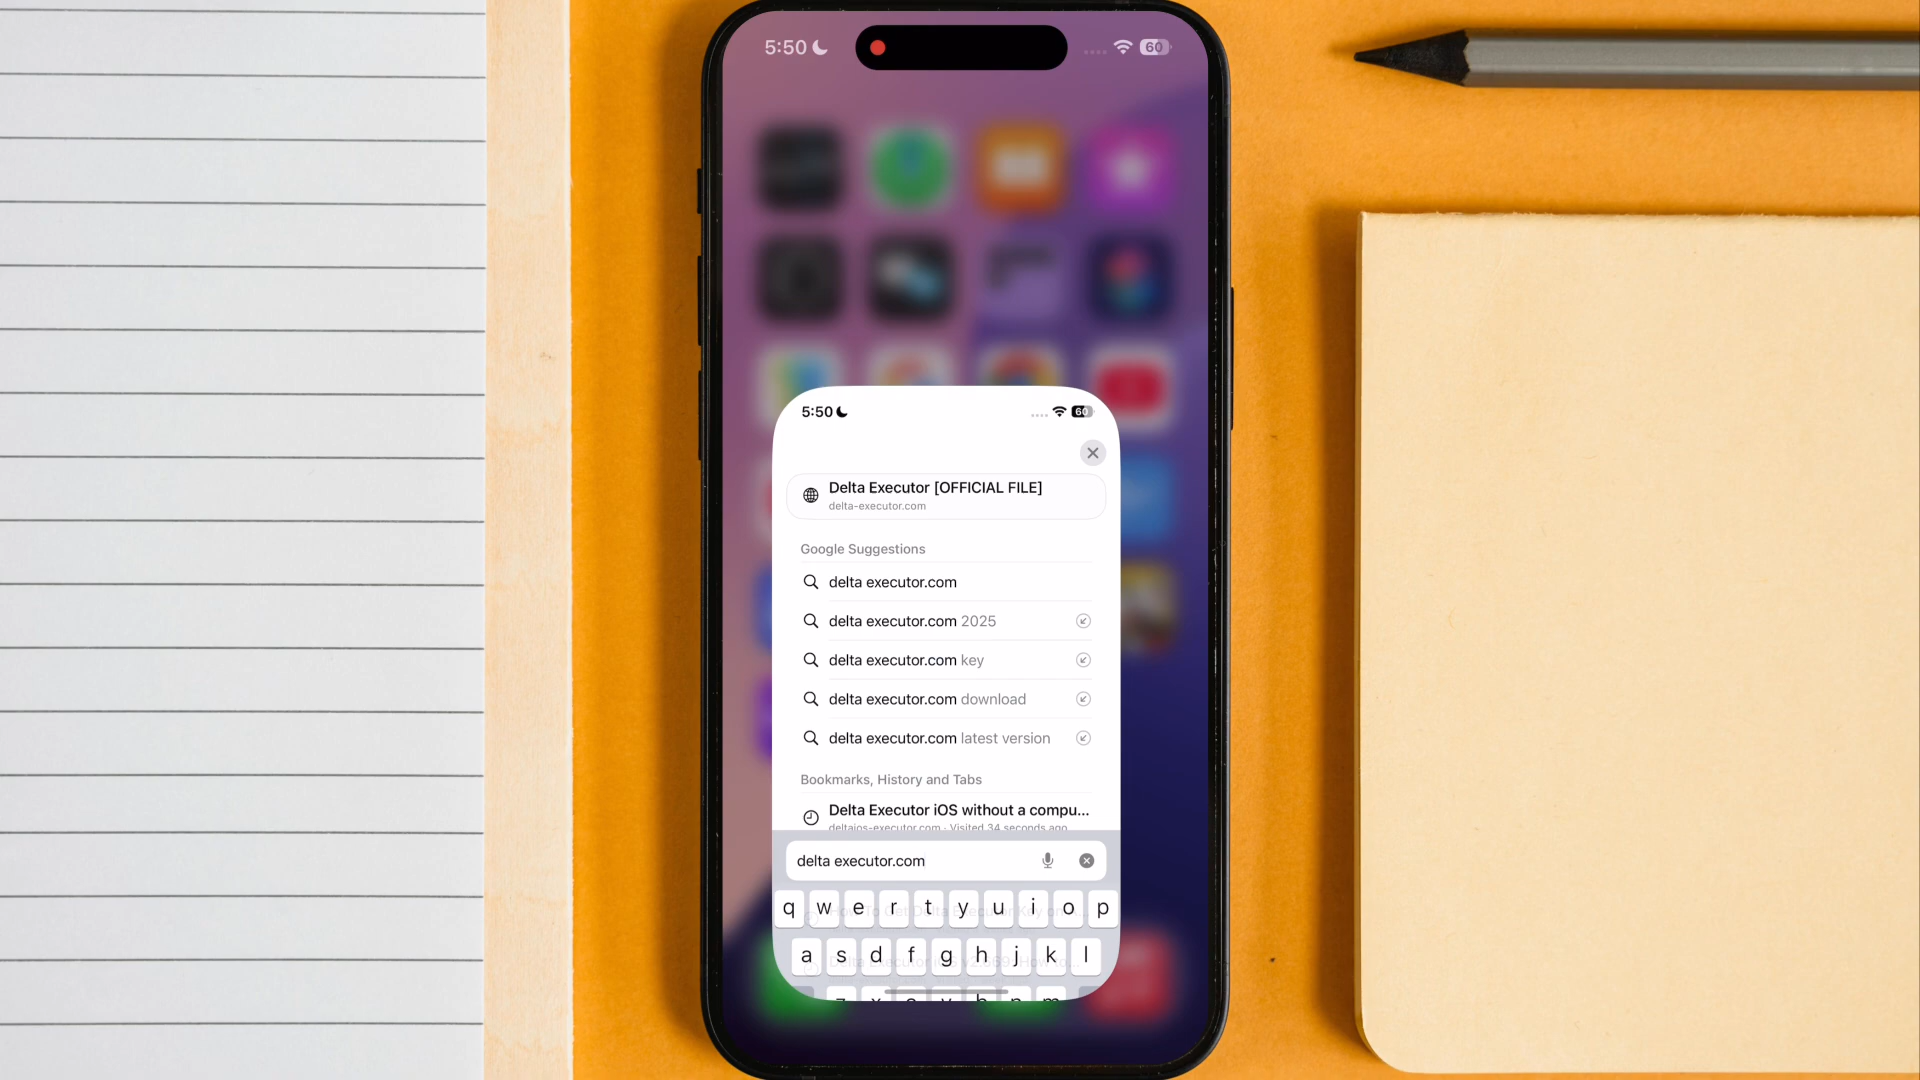 5:50
60
5:50
60
Delta Executor [OFFICIAL FILE]
delta-executor.com
Google Suggestions
delta executor.com
delta executor.com 2025
delta executor.com key
delta executor.com download
delta executor.com latest version
Bookmarks, History and Tabs
Delta Executor iOS without a compu...
deltaios-executor.com · Visited 34 seconds ago
delta executor.com
q w e r t y u i o p
a s d f g h j k l